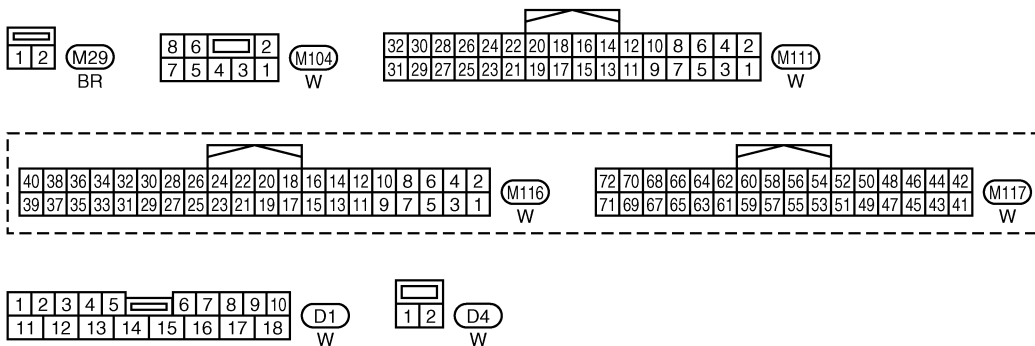 1 2 M29
BR
8 6 2
7 5 4 3 1 M104
W
32 30 28 26 24 22 20 18 16 14 12 10 8 6 4 2
31 29 27 25 23 21 19 17 15 13 11 9 7 5 3 1 M111
W
40 38 36 34 32 30 28 26 24 22 20 18 16 14 12 10 8 6 4 2
39 37 35 33 31 29 27 25 23 21 19 17 15 13 11 9 7 5 3 1 M116
W
72 70 68 66 64 62 60 58 56 54 52 50 48 46 44 42
71 69 67 65 63 61 59 57 55 53 51 49 47 45 43 41 M117
W
1 2 3 4 5 6 7 8 9 10
11 12 13 14 15 16 17 18 D1
W
1 2 D4
W